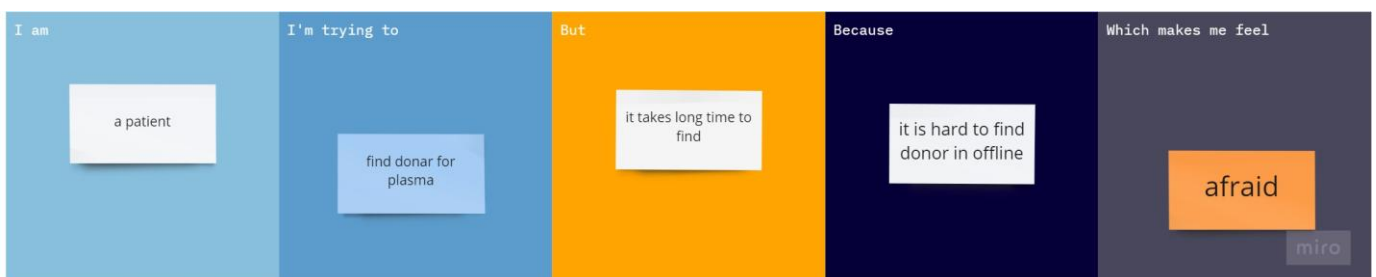 I am
a patient
I'm trying to
find donar for
plasma
But
it takes long time to
find
Because
it is hard to find
donor in offline
Which makes me feel
afraid
miro